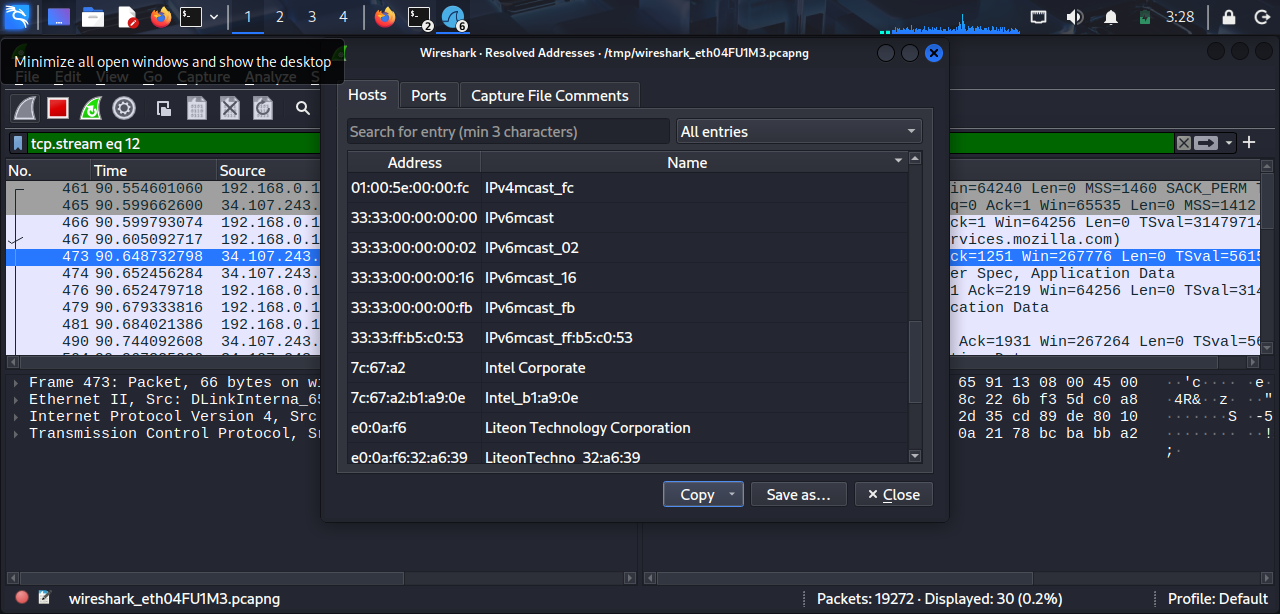 1 2 3 4 2 6 3:28
Minimize all open windows and show the desktop
Wireshark · Resolved Addresses · /tmp/wireshark_eth04FU1M3.pcapng
File Edit View Go Capture Analyze S
Hosts Ports Capture File Comments
Search for entry (min 3 characters) All entries
tcp.stream eq 12
Address Name
No. Time Source
01:00:5e:00:00:fc IPv4mcast_fc
33:33:00:00:00:00 IPv6mcast
33:33:00:00:00:02 IPv6mcast_02
33:33:00:00:00:16 IPv6mcast_16
33:33:00:00:00:fb IPv6mcast_fb
33:33:ff:b5:c0:53 IPv6mcast_ff:b5:c0:53
7c:67:a2 Intel Corporate
7c:67:a2:b1:a9:0e Intel_b1:a9:0e
e0:0a:f6 Liteon Technology Corporation
e0:0a:f6:32:a6:39 LiteonTechno_32:a6:39
Copy Save as… Close
461 90.554601060 192.168.0.1 in=64240 Len=0 MSS=1460 SACK_PERM T
465 90.599662600 34.107.243. q=0 Ack=1 Win=65535 Len=0 MSS=1412
466 90.599793074 192.168.0.1 ck=1 Win=64256 Len=0 TSval=31479714
467 90.605092717 192.168.0.1 rvices.mozilla.com)
473 90.648732798 34.107.243. ck=1251 Win=267776 Len=0 TSval=5615
474 90.652456284 34.107.243. er Spec, Application Data
476 90.652479718 192.168.0.1 1 Ack=219 Win=64256 Len=0 TSval=314
479 90.679333816 192.168.0.1 cation Data
481 90.684021386 192.168.0.1
490 90.744092608 34.107.243. Ack=1931 Win=267264 Len=0 TSval=56
Frame 473: Packet, 66 bytes on wi
Ethernet II, Src: DLinkInterna_65
Internet Protocol Version 4, Src:
Transmission Control Protocol, Sr
65 91 13 08 00 45 00 ··'c···· ·e·
8c 22 6b f3 5d c0 a8 ·4R&··z ··"
2d 35 cd 89 de 80 10 ·······S ·-5
0a 21 78 bc ba bb a2 ········ ··!
;·
wireshark_eth04FU1M3.pcapng Packets: 19272 · Displayed: 30 (0.2%) Profile: Default